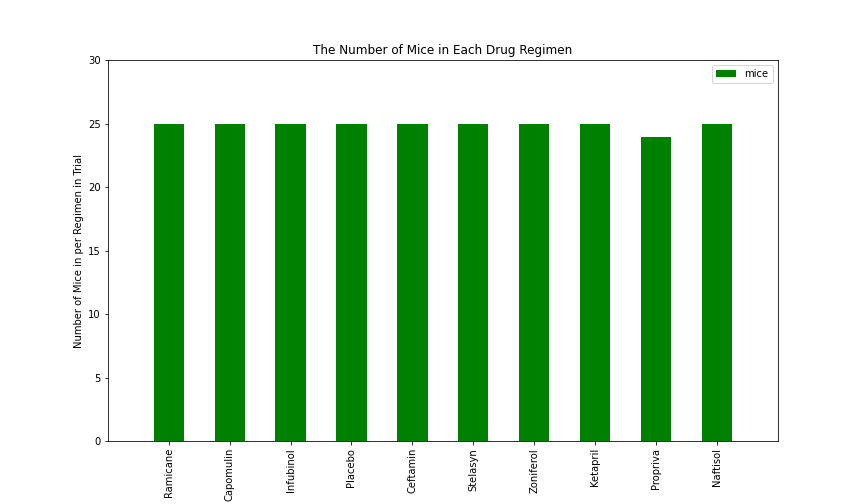 The Number of Mice in Each Drug Regimen
mice
Number of Mice in per Regimen in Trial
30
25
20
15
10
5
0
Ramicane
Capomulin
Infubinol
Placebo
Ceftamin
Stelasyn
Zoniferol
Ketapril
Propriva
Naftisol